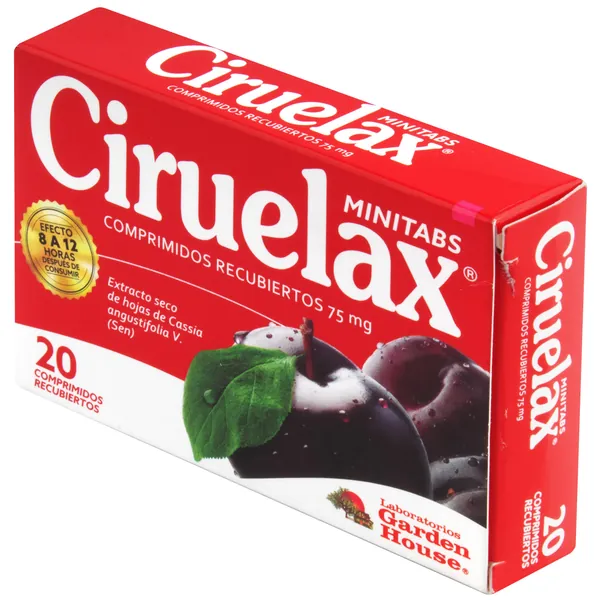 Ciruelax®
MINITABS
COMPRIMIDOS RECUBIERTOS 75 mg
Ciruelax®
MINITABS
COMPRIMIDOS RECUBIERTOS 75 mg
EFECTO
8 A 12
HORAS
DESPUÉS DE
CONSUMIR
Extracto seco
de hojas de Cassia
angustifolia V.
(Sen)
20
COMPRIMIDOS
RECUBIERTOS
Laboratorios
Garden
House®
Ciruelax®
MINITABS
COMPRIMIDOS RECUBIERTOS 75 mg
20
COMPRIMIDOS
RECUBIERTOS